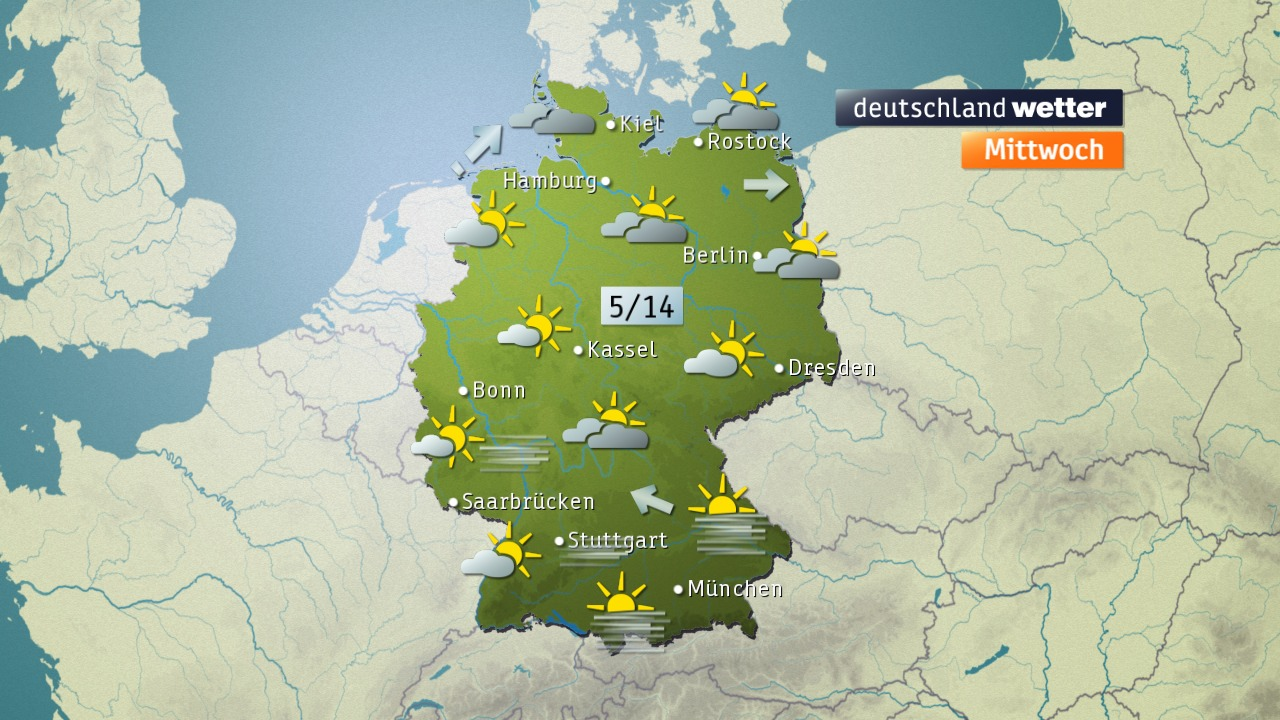 deutschland wetter
Mittwoch
Kiel
Rostock
Hamburg
Berlin
5/14
Kassel
Dresden
Bonn
Saarbrücken
Stuttgart
München